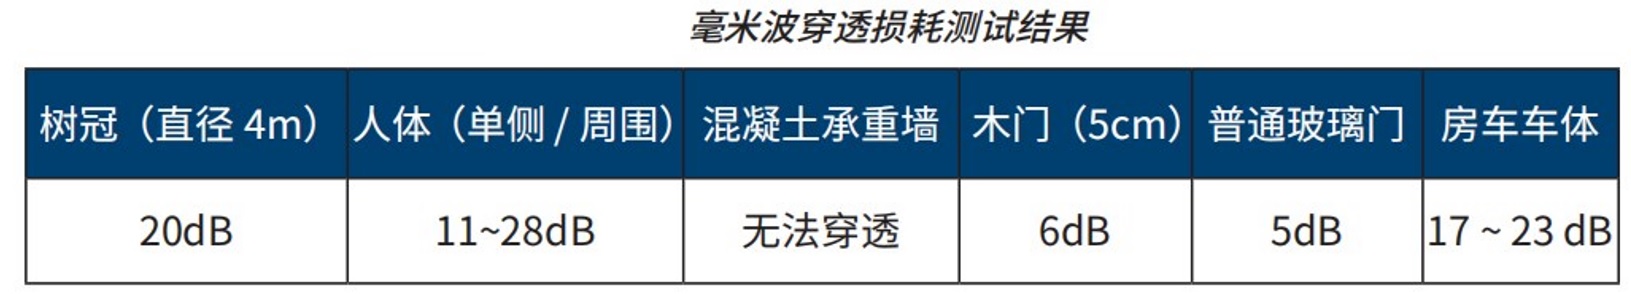 毫米波穿透损耗测试结果
树冠（直径 4m） 人体（单侧 / 周围） 混凝土承重墙 木门（5cm） 普通玻璃门 房车车体
20dB 11~28dB 无法穿透 6dB 5dB 17 ~ 23 dB